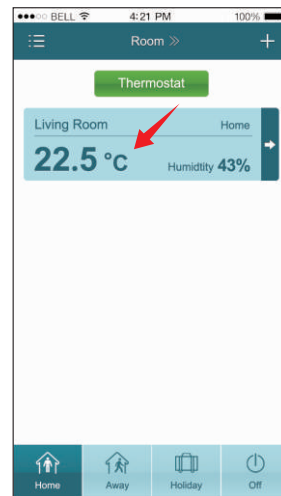 BELL 4:21 PM 100%
Room >>
Thermostat
Living Room Home
22.5 °C Humidtity 43%
Home Away Holiday Off